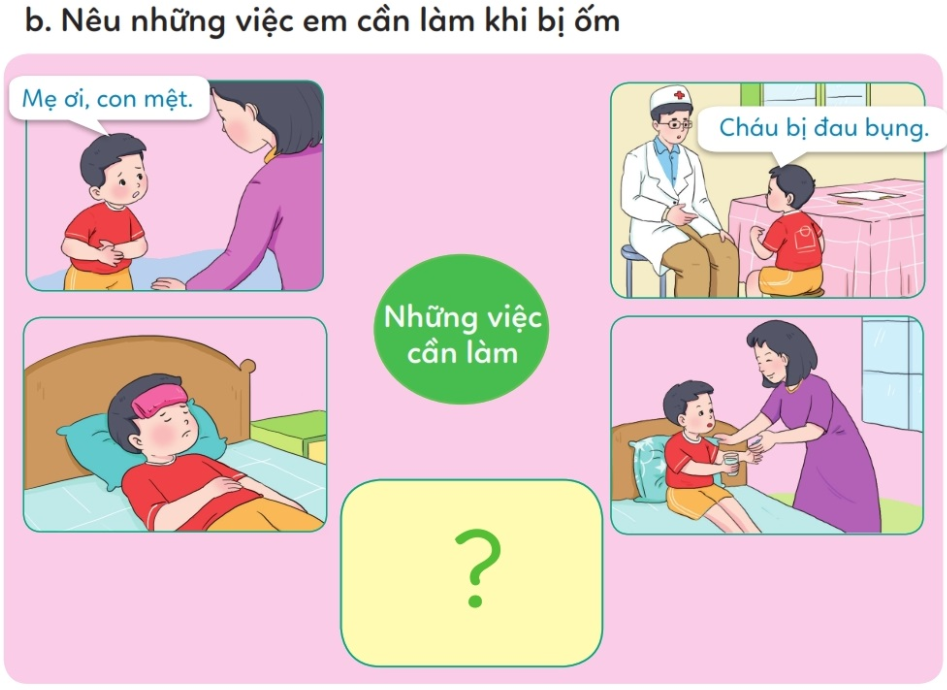 b. Nêu những việc em cần làm khi bị ốm
Mẹ ơi, con mệt.
Cháu bị đau bụng.
Những việc
cần làm
?